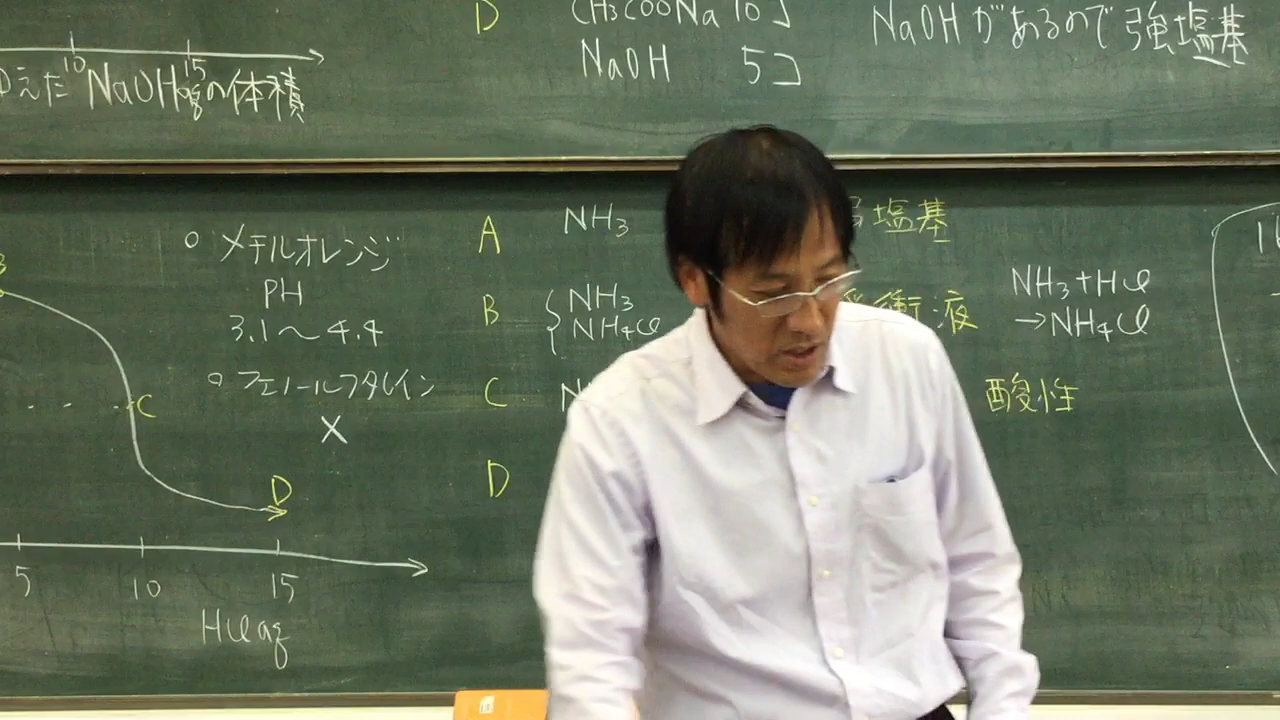 D
CH3COONa 10コ
NaOH 5コ
NaOHがあるので強塩基
10
15
えた NaOHaqの体積
B
C
D
5
10
15
HClaq
○ メチルオレンジ
PH
3.1〜4.4
○ フェノールフタレイン
X
A
NH3
塩基
B
NH3
NH4Cl
衝液
NH3+HCl
→NH4Cl
C
N
酸性
D